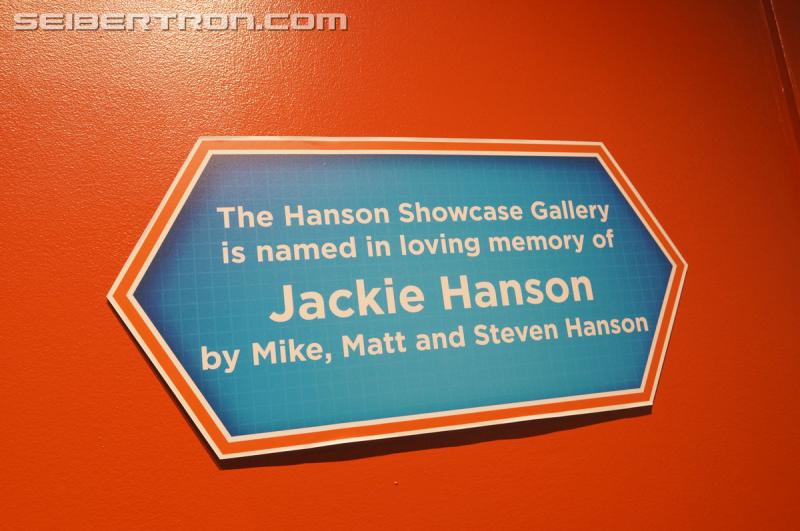 SEIBERTRON.com
The Hanson Showcase Gallery
is named in loving memory of
Jackie Hanson
by Mike, Matt and Steven Hanson